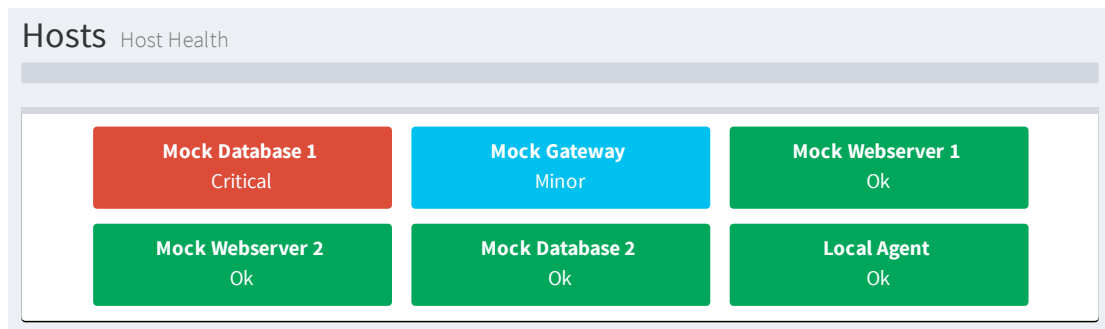 Hosts Host Health
Mock Database 1
Critical
Mock Gateway
Minor
Mock Webserver 1
Ok
Mock Webserver 2
Ok
Mock Database 2
Ok
Local Agent
Ok